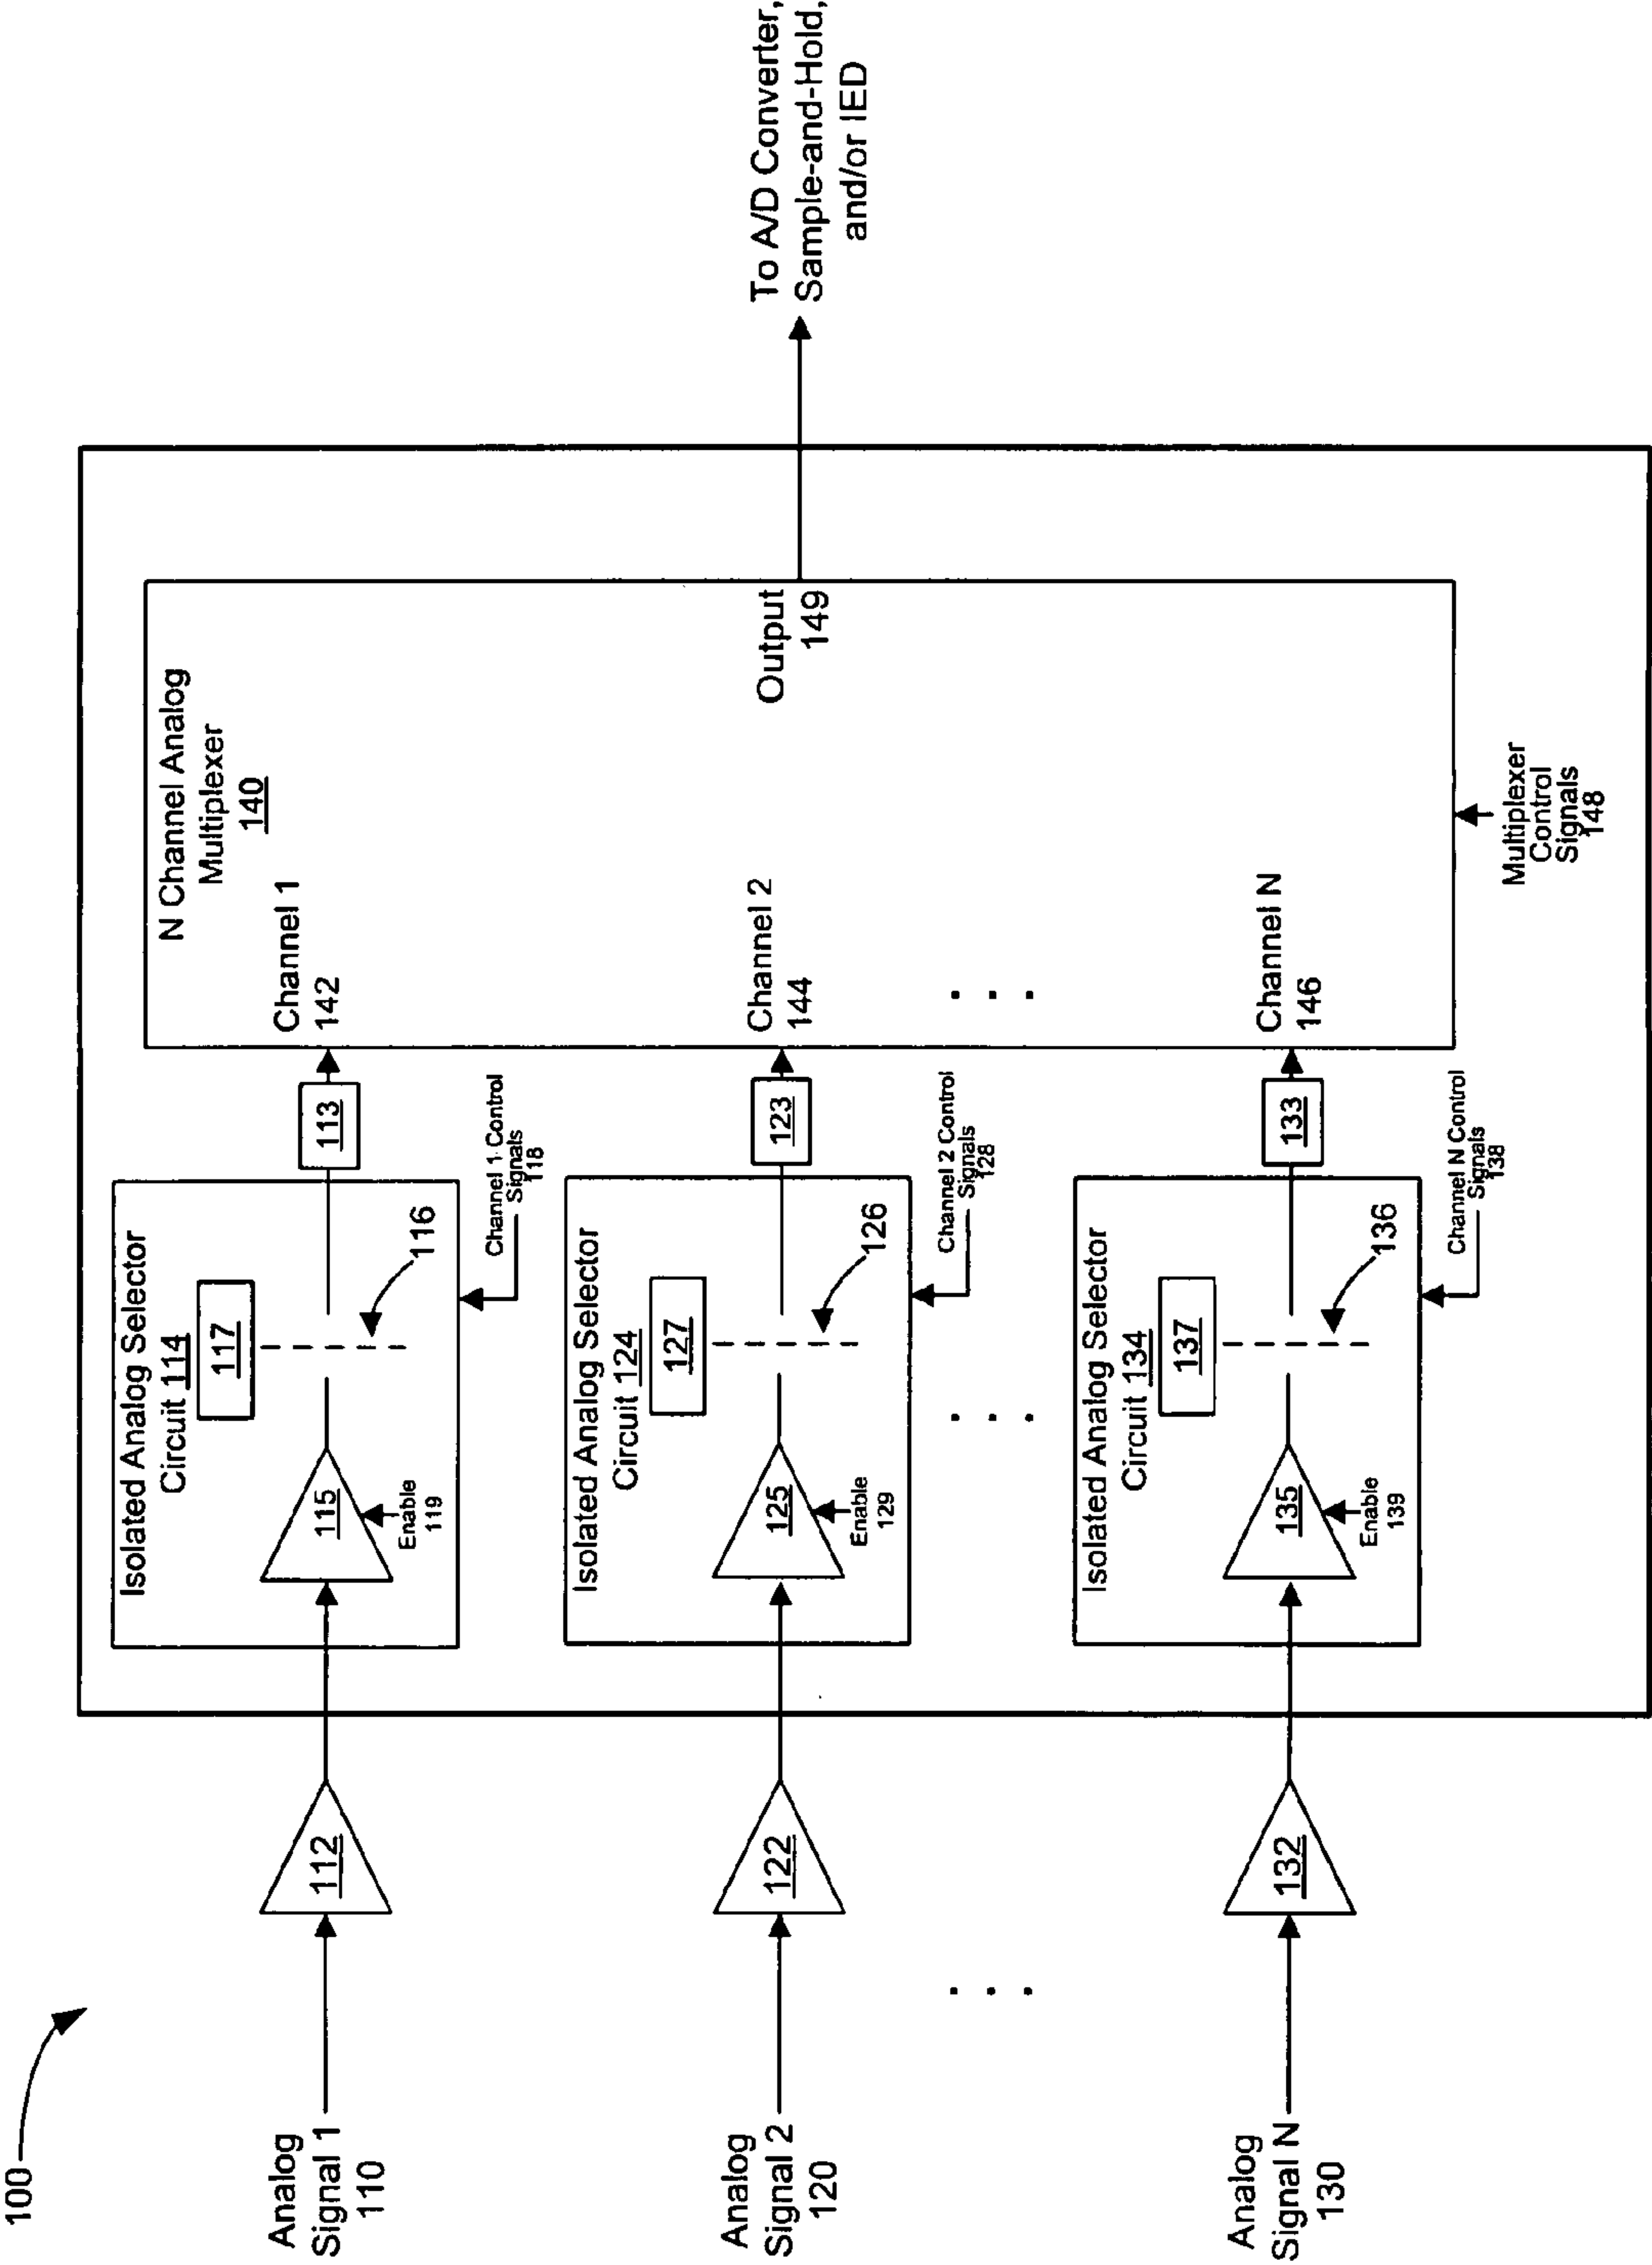 100
Analog
Signal 1
110
112
Isolated Analog Selector
Circuit 114
117
115
116
Enable
119
Channel 1 Control
Signals
118
113
Analog
Signal 2
120
122
Isolated Analog Selector
Circuit 124
127
125
126
Enable
129
Channel 2 Control
Signals
128
123
. . .
. . .
. . .
Analog
Signal N
130
132
Isolated Analog Selector
Circuit 134
137
135
136
Enable
139
Channel N Control
Signals
138
133
N Channel Analog
Multiplexer
140
Channel 1
142
Channel 2
144
Channel N
146
Output
149
Multiplexer
Control
Signals
148
To A/D Converter,
Sample-and-Hold,
and/or IED